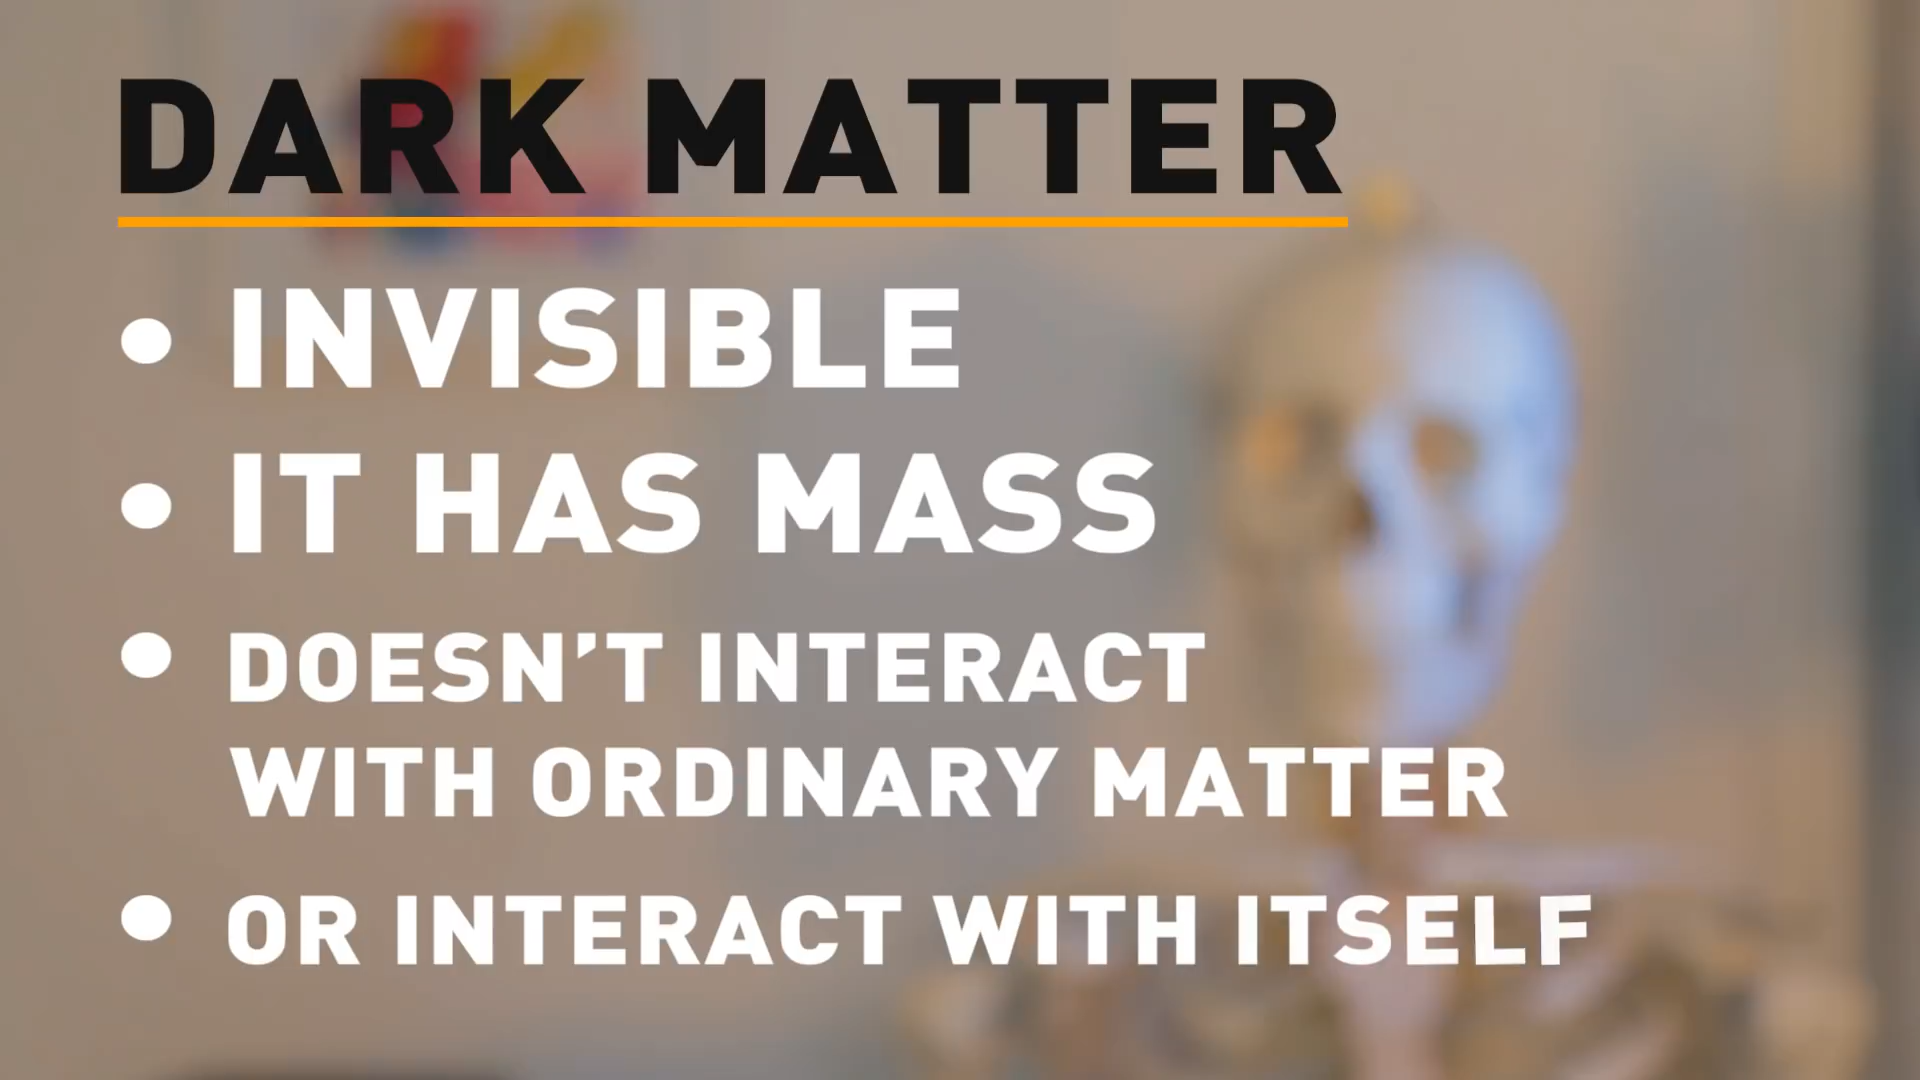 DARK MATTER
• INVISIBLE
• IT HAS MASS
• DOESN'T INTERACT
WITH ORDINARY MATTER
• OR INTERACT WITH ITSELF